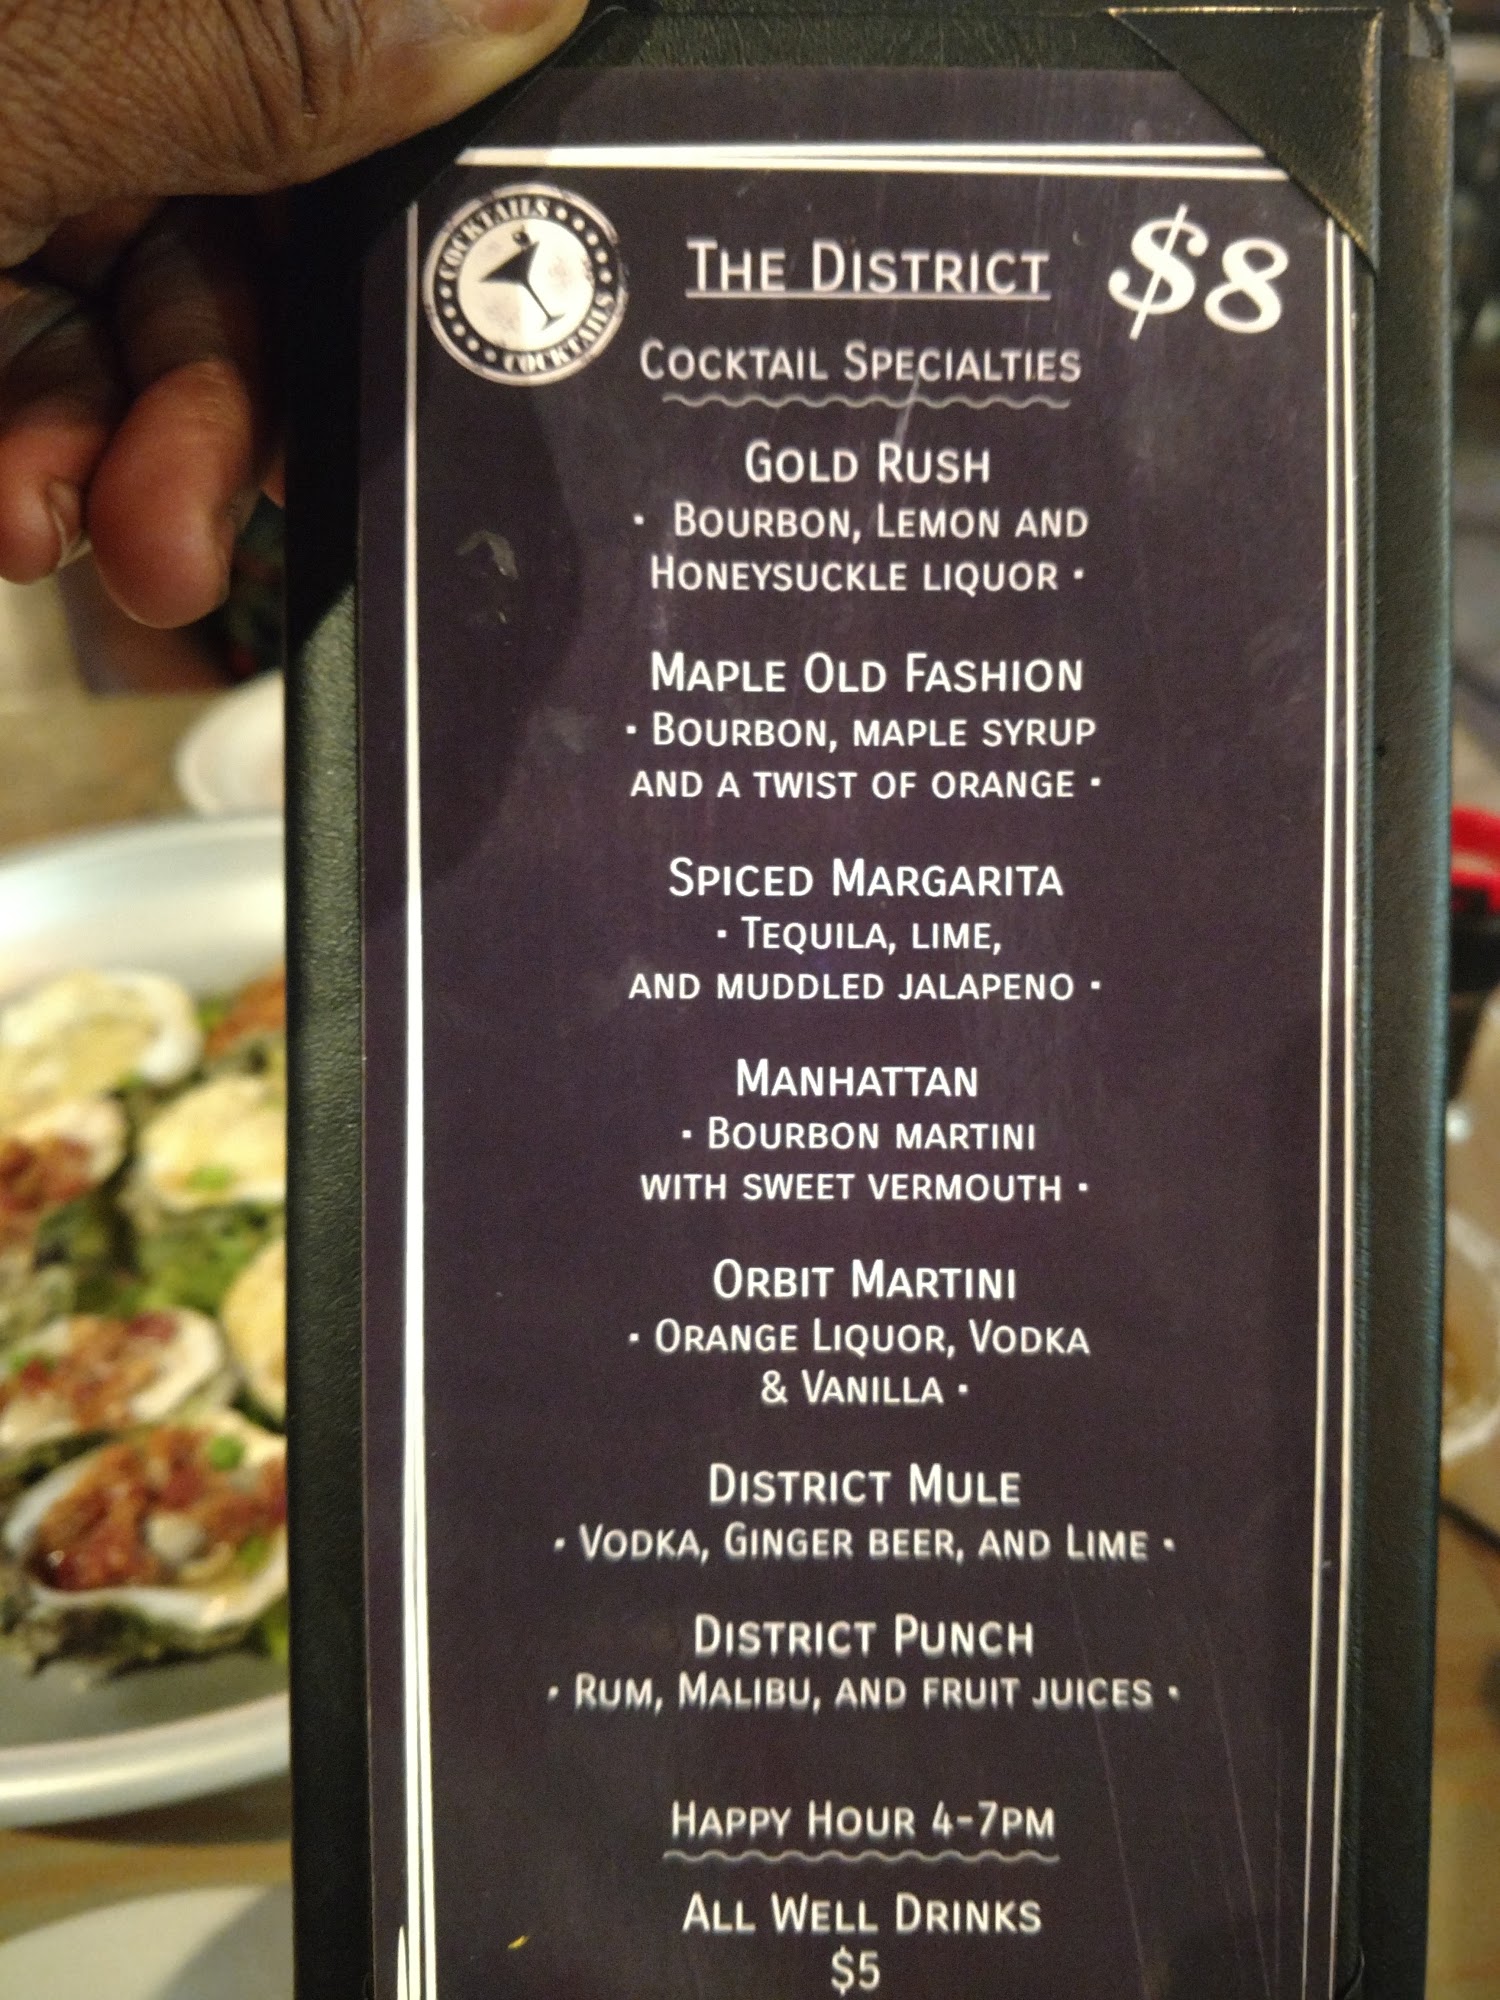 COCKTAILS
COCKTAILS
THE DISTRICT
$8
COCKTAIL SPECIALTIES
GOLD RUSH
· BOURBON, LEMON AND
HONEYSUCKLE LIQUOR ·
MAPLE OLD FASHION
· BOURBON, MAPLE SYRUP
AND A TWIST OF ORANGE ·
SPICED MARGARITA
· TEQUILA, LIME,
AND MUDDLED JALAPENO ·
MANHATTAN
· BOURBON MARTINI
WITH SWEET VERMOUTH ·
ORBIT MARTINI
· ORANGE LIQUOR, VODKA
& VANILLA ·
DISTRICT MULE
· VODKA, GINGER BEER, AND LIME ·
DISTRICT PUNCH
· RUM, MALIBU, AND FRUIT JUICES ·
HAPPY HOUR 4-7PM
ALL WELL DRINKS
$5